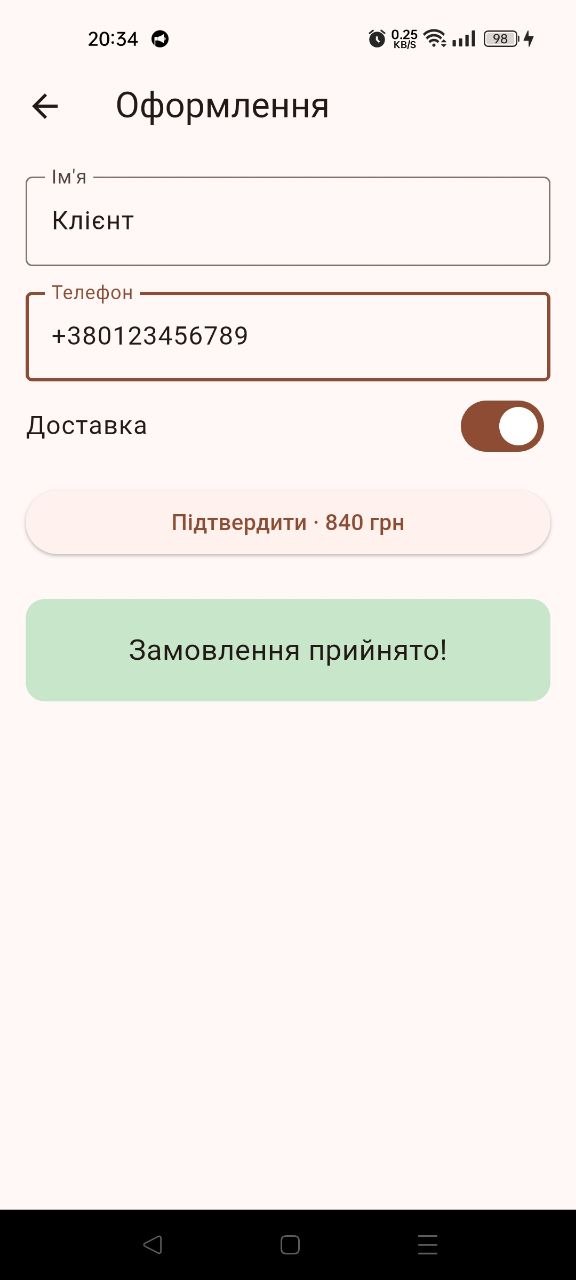 20:34
0.25
KB/S
98
Оформлення
Ім'я
Клієнт
Телефон
+380123456789
Доставка
Підтвердити · 840 грн
Замовлення прийнято!